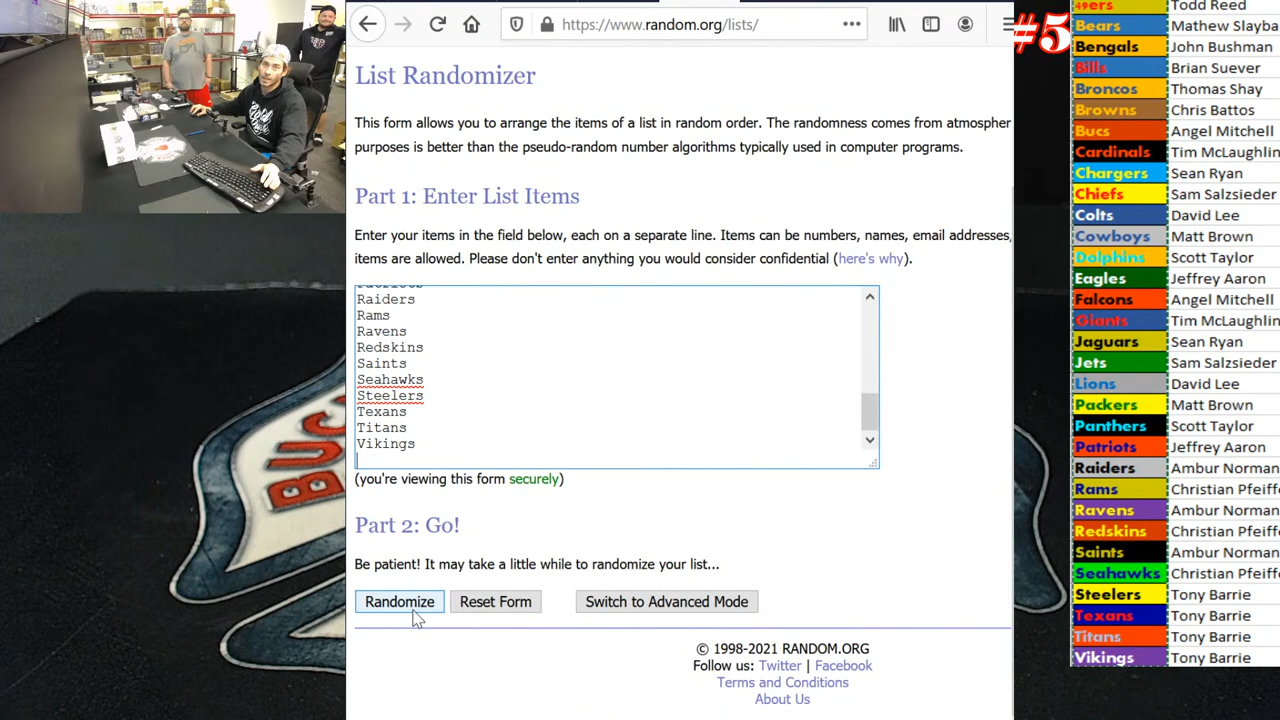 https://www.random.org/lists/
List Randomizer
This form allows you to arrange the items of a list in random order. The randomness comes from atmospher
purposes is better than the pseudo-random number algorithms typically used in computer programs.
Part 1: Enter List Items
Enter your items in the field below, each on a separate line. Items can be numbers, names, email addresses,
items are allowed. Please don't enter anything you would consider confidential (here's why).
Patriots
Raiders
Rams
Ravens
Redskins
Saints
Seahawks
Steelers
Texans
Titans
Vikings
(you're viewing this form securely)
Part 2: Go!
Be patient! It may take a little while to randomize your list...
Randomize Reset Form Switch to Advanced Mode
© 1998-2021 RANDOM.ORG
Follow us: Twitter | Facebook
Terms and Conditions
About Us
#5
49ers Todd Reed
Bears Mathew Slayba
Bengals John Bushman
Bills Brian Suever
Broncos Thomas Shay
Browns Chris Battos
Bucs Angel Mitchell
Cardinals Tim McLaughlin
Chargers Sean Ryan
Chiefs Sam Salzsieder
Colts David Lee
Cowboys Matt Brown
Dolphins Scott Taylor
Eagles Jeffrey Aaron
Falcons Angel Mitchell
Giants Tim McLaughlin
Jaguars Sean Ryan
Jets Sam Salzsieder
Lions David Lee
Packers Matt Brown
Panthers Scott Taylor
Patriots Jeffrey Aaron
Raiders Ambur Norman
Rams Christian Pfeiffe
Ravens Ambur Norman
Redskins Christian Pfeiffe
Saints Ambur Norman
Seahawks Christian Pfeiffe
Steelers Tony Barrie
Texans Tony Barrie
Titans Tony Barrie
Vikings Tony Barrie
BUC